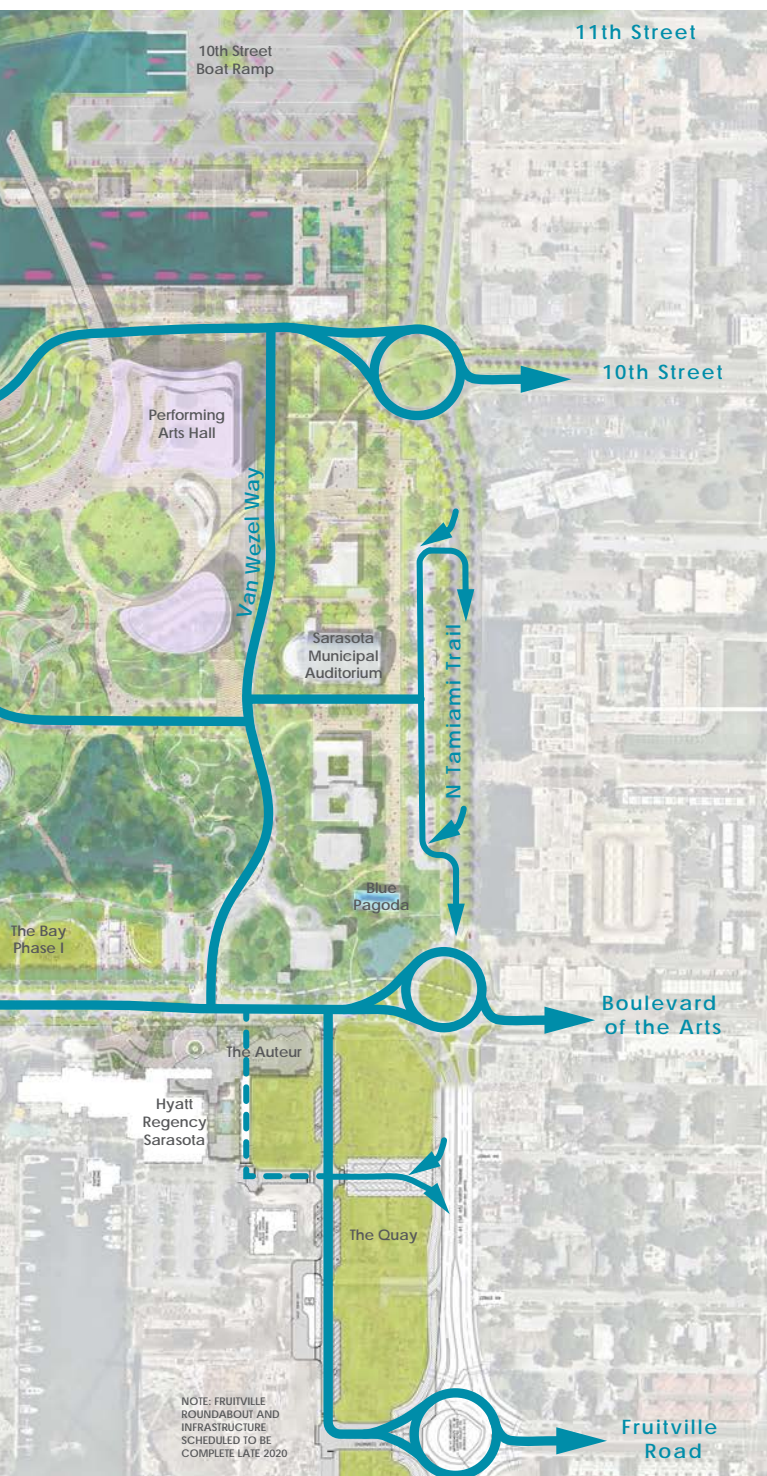 11th Street
10th Street
Boat Ramp
10th Street
Performing
Arts Hall
Van Wezel Way
Sarasota
Municipal
Auditorium
N Tamiami Trail
Blue
Pagoda
The Bay
Phase I
Boulevard
of the Arts
The Auteur
Hyatt
Regency
Sarasota
The Quay
NOTE: FRUITVILLE
ROUNDABOUT AND
INFRASTRUCTURE
SCHEDULED TO BE
COMPLETE LATE 2020
Fruitville
Road